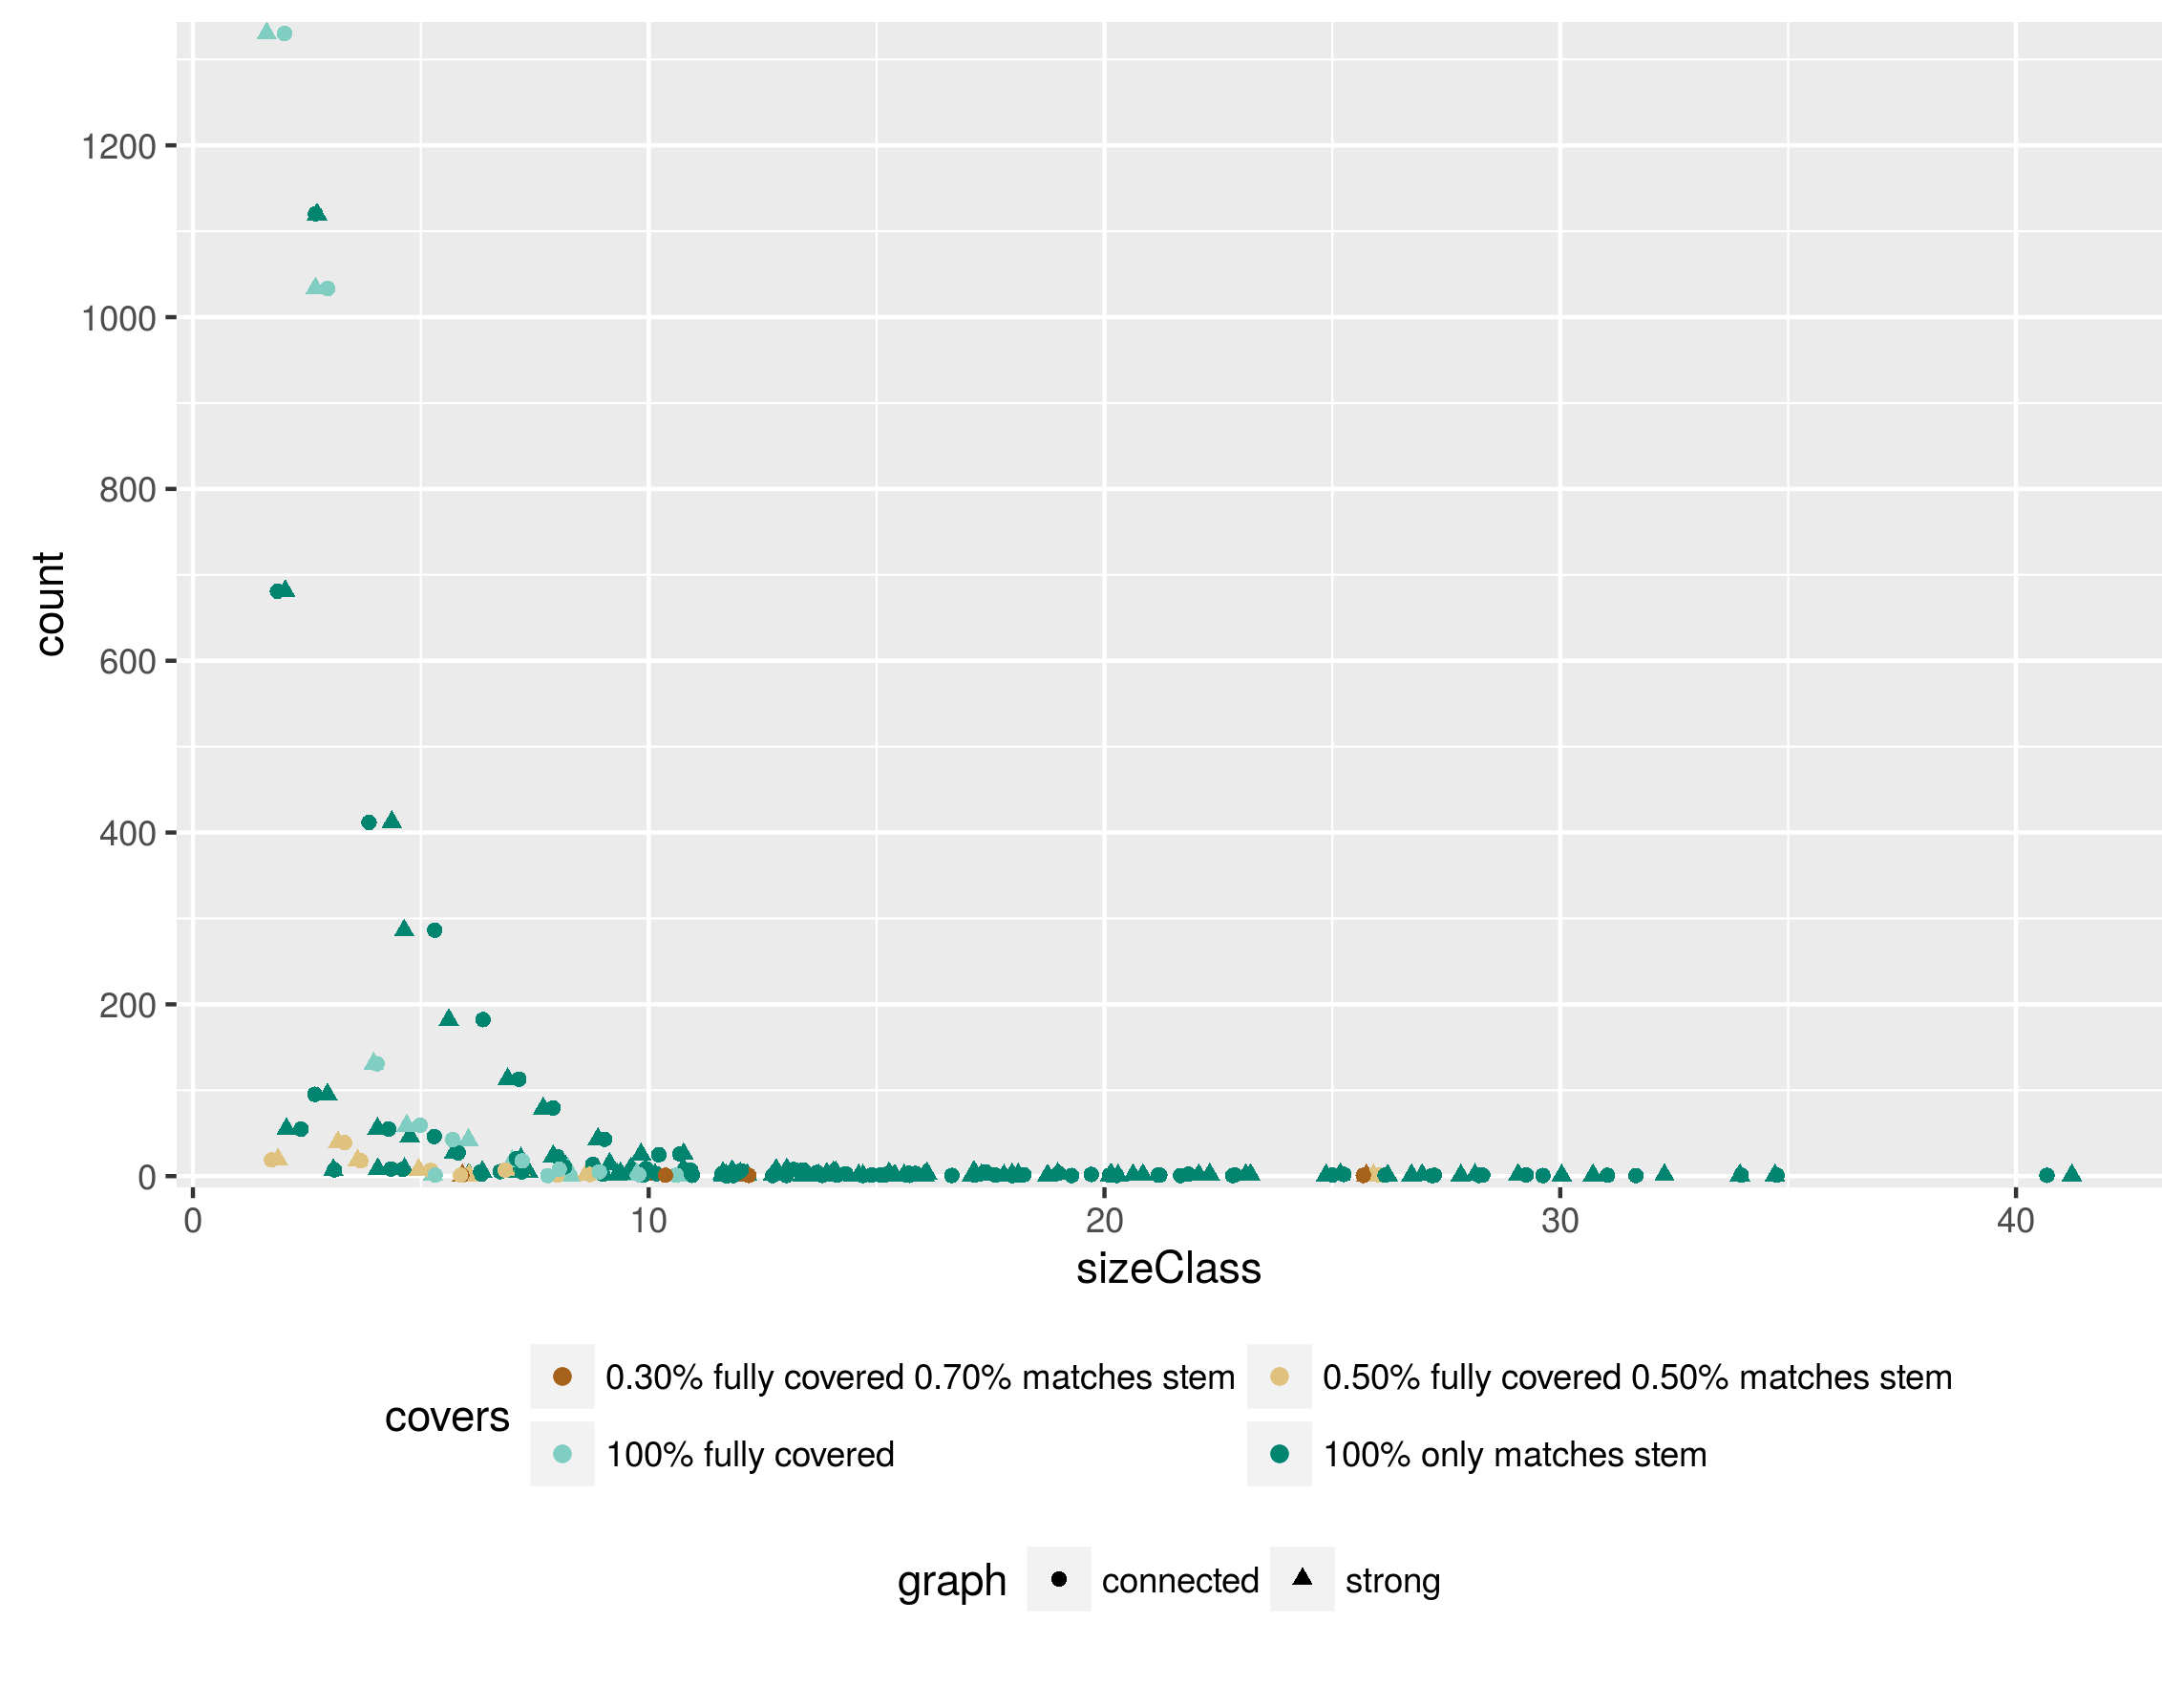 count
1200
1000
800
600
400
200
0
0 10 20 30 40
sizeClass
covers
0.30% fully covered 0.70% matches stem 0.50% fully covered 0.50% matches stem
100% fully covered 100% only matches stem
graph connected strong